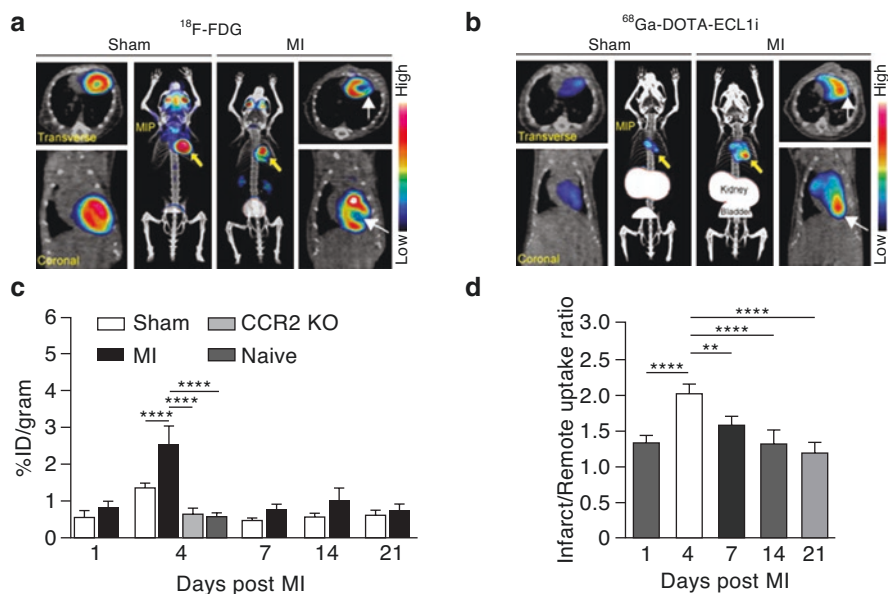 a
¹⁸F-FDG
Sham
MI
Transverse
MIP
Coronal
High
Low
b
⁶⁸Ga-DOTA-ECL1i
Sham
MI
Transverse
MIP
Coronal
Kidney
Bladder
High
Low
c
6
5
4
3
2
1
0
%ID/gram
Sham
CCR2 KO
MI
Naive
****
****
****
1
4
7
14
21
Days post MI
d
3.0
2.5
2.0
1.5
1.0
0.5
0
Infarct/Remote uptake ratio
****
****
**
****
1
4
7
14
21
Days post MI